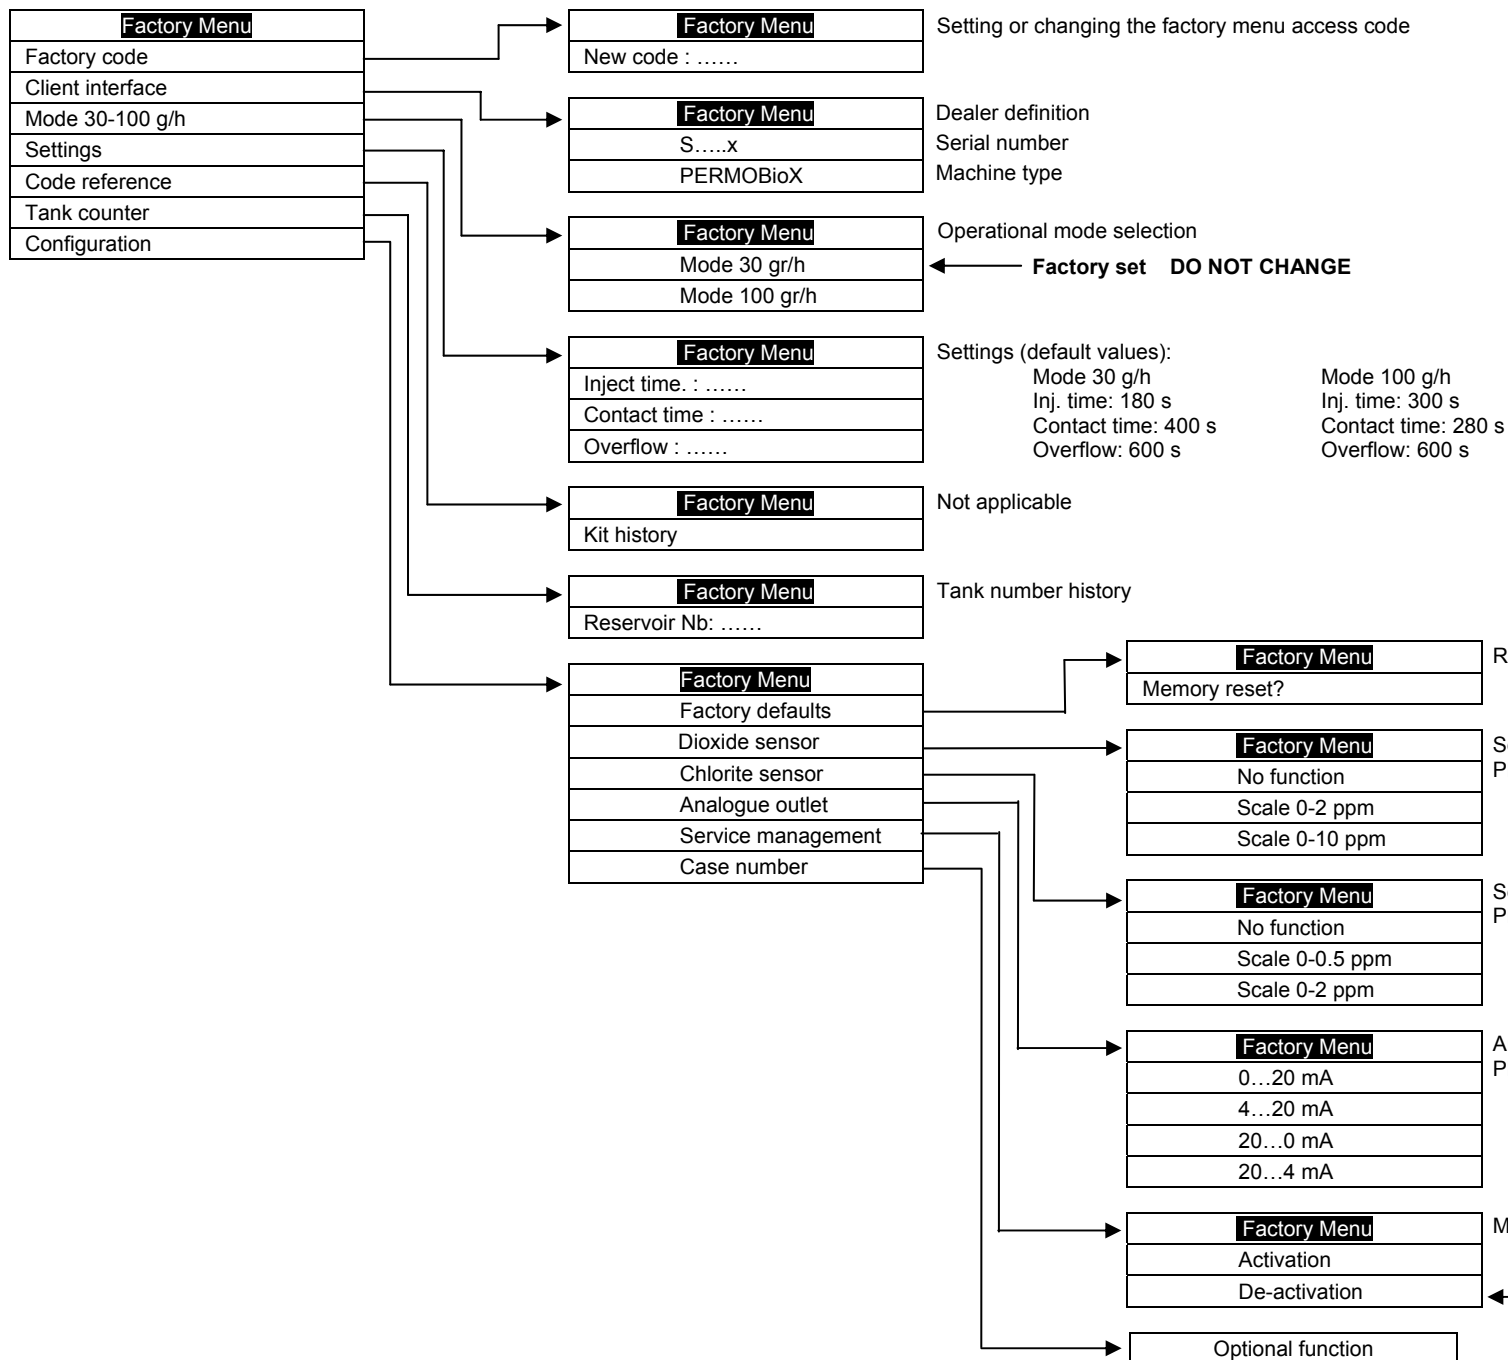 Factory Menu
Factory code
Client interface
Mode 30-100 g/h
Settings
Code reference
Tank counter
Configuration
Factory Menu
New code : ……
Setting or changing the factory menu access code
Factory Menu
S…..x
PERMOBioX
Dealer definition
Serial number
Machine type
Factory Menu
Mode 30 gr/h
Mode 100 gr/h
Operational mode selection
Factory set DO NOT CHANGE
Factory Menu
Inject time. : ……
Contact time : ……
Overflow : ……
Settings (default values):
Mode 30 g/h
Inj. time: 180 s
Contact time: 400 s
Overflow: 600 s
Mode 100 g/h
Inj. time: 300 s
Contact time: 280 s
Overflow: 600 s
Factory Menu
Kit history
Not applicable
Factory Menu
Reservoir Nb: ……
Tank number history
Factory Menu
Factory defaults
Dioxide sensor
Chlorite sensor
Analogue outlet
Service management
Case number
Factory Menu
Memory reset?
Factory Menu
No function
Scale 0-2 ppm
Scale 0-10 ppm
Factory Menu
No function
Scale 0-0.5 ppm
Scale 0-2 ppm
Factory Menu
0…20 mA
4…20 mA
20…0 mA
20…4 mA
Factory Menu
Activation
De-activation
Optional function